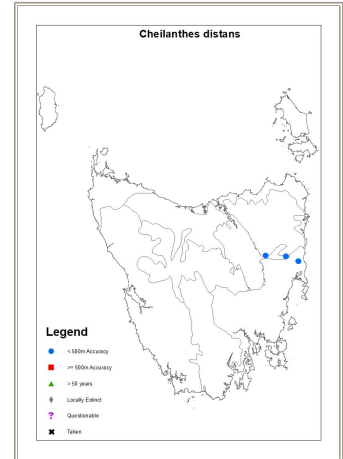 Cheilanthes distans
Legend
< 500m Accuracy
>= 500m Accuracy
> 50 years
Locally Extinct
? Questionable
Taken